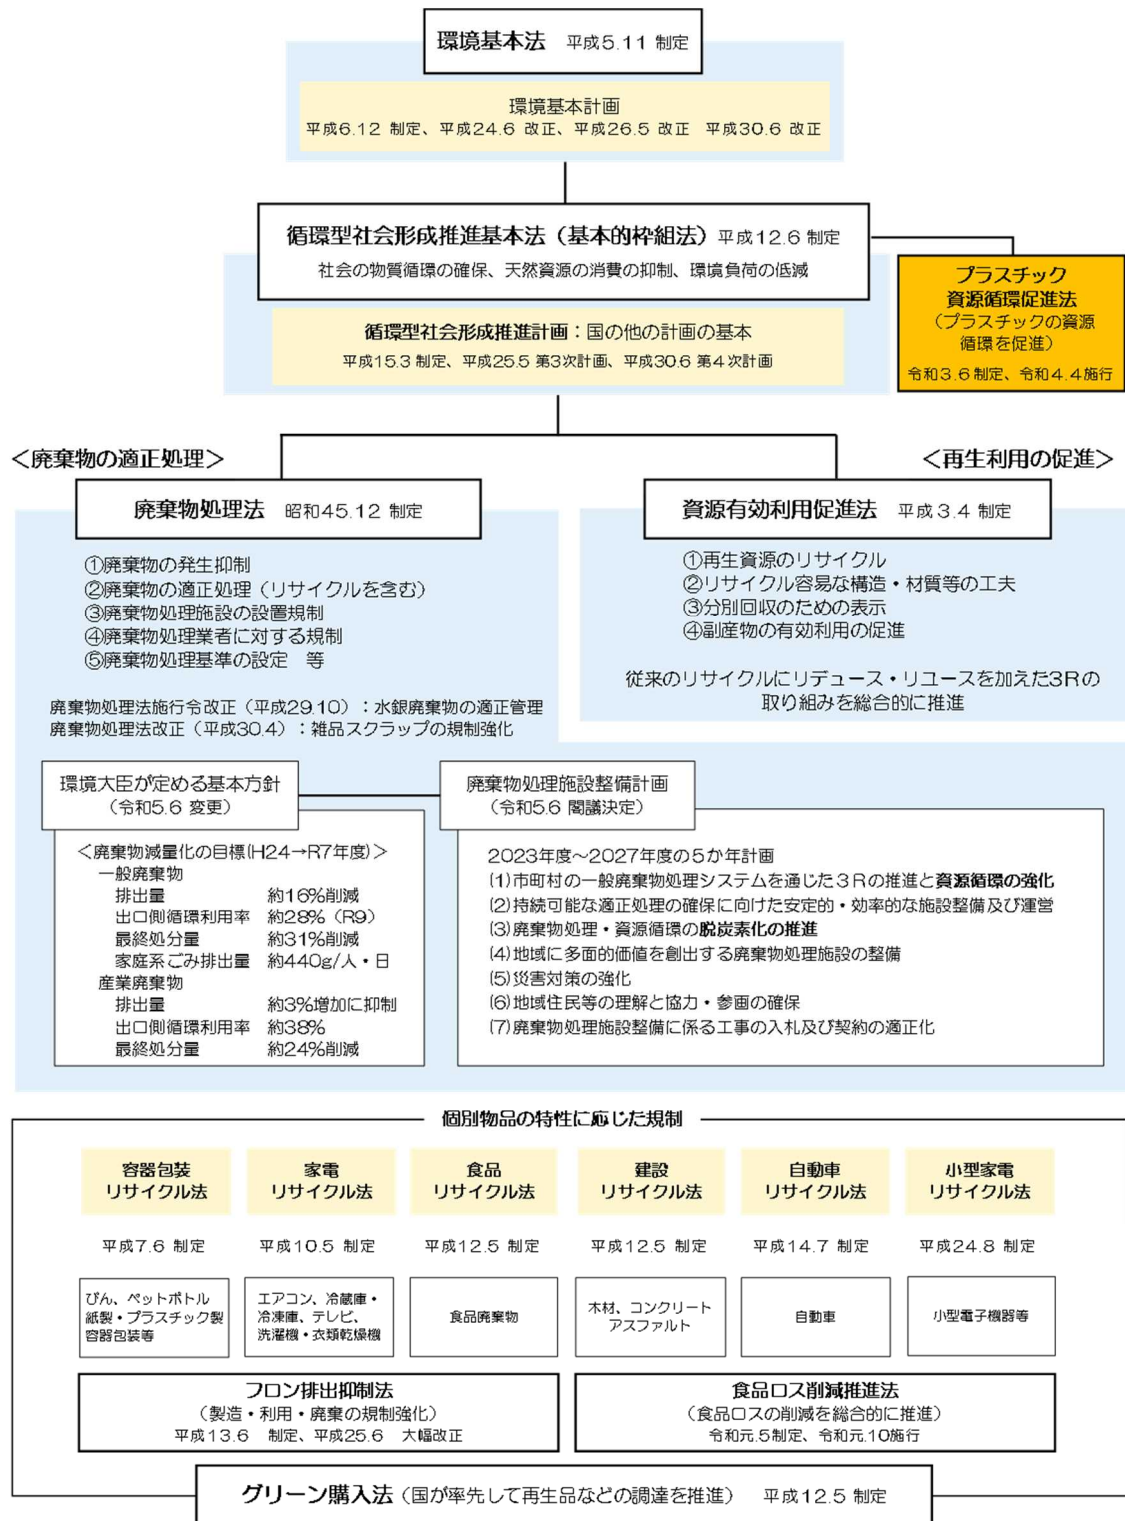 環境基本法 平成5.11 制定
環境基本計画
平成6.12 制定、平成24.6 改正、平成26.5 改正 平成30.6 改正
循環型社会形成推進基本法（基本的枠組法）平成12.6 制定
社会の物質循環の確保、天然資源の消費の抑制、環境負荷の低減
プラスチック
資源循環促進法
（プラスチックの資源
循環を促進）
令和3.6制定、令和4.4施行
循環型社会形成推進計画：国の他の計画の基本
平成15.3 制定、平成25.5 第3次計画、平成30.6 第4次計画
＜廃棄物の適正処理＞
＜再生利用の促進＞
廃棄物処理法 昭和45.12 制定
①廃棄物の発生抑制
②廃棄物の適正処理（リサイクルを含む）
③廃棄物処理施設の設置規制
④廃棄物処理業者に対する規制
⑤廃棄物処理基準の設定 等
廃棄物処理法施行令改正（平成29.10）：水銀廃棄物の適正管理
廃棄物処理法改正（平成30.4）：雑品スクラップの規制強化
資源有効利用促進法 平成3.4 制定
①再生資源のリサイクル
②リサイクル容易な構造・材質等の工夫
③分別回収のための表示
④副産物の有効利用の促進
従来のリサイクルにリデュース・リユースを加えた3Rの
取り組みを総合的に推進
環境大臣が定める基本方針
（令和5.6 変更）
＜廃棄物減量化の目標(H24→R7年度)＞
一般廃棄物
排出量 約16%削減
出口側循環利用率 約28%（R9）
最終処分量 約31%削減
家庭系ごみ排出量 約440g/人・日
産業廃棄物
排出量 約3%増加に抑制
出口側循環利用率 約38%
最終処分量 約24%削減
廃棄物処理施設整備計画
（令和5.6 閣議決定）
2023年度～2027年度の5か年計画
(1)市町村の一般廃棄物処理システムを通じた3Rの推進と資源循環の強化
(2)持続可能な適正処理の確保に向けた安定的・効率的な施設整備及び運営
(3)廃棄物処理・資源循環の脱炭素化の推進
(4)地域に多面的価値を創出する廃棄物処理施設の整備
(5)災害対策の強化
(6)地域住民等の理解と協力・参画の確保
(7)廃棄物処理施設整備に係る工事の入札及び契約の適正化
個別物品の特性に応じた規制
容器包装
リサイクル法
平成7.6 制定
びん、ペットボトル
紙製・プラスチック製
容器包装等
家電
リサイクル法
平成10.5 制定
エアコン、冷蔵庫・
冷凍庫、テレビ、
洗濯機・衣類乾燥機
食品
リサイクル法
平成12.5 制定
食品廃棄物
建設
リサイクル法
平成12.5 制定
木材、コンクリート
アスファルト
自動車
リサイクル法
平成14.7 制定
自動車
小型家電
リサイクル法
平成24.8 制定
小型電子機器等
フロン排出抑制法
（製造・利用・廃棄の規制強化）
平成13.6 制定、平成25.6 大幅改正
食品ロス削減推進法
（食品ロスの削減を総合的に推進）
令和元.5制定、令和元.10施行
グリーン購入法（国が率先して再生品などの調達を推進） 平成12.5 制定